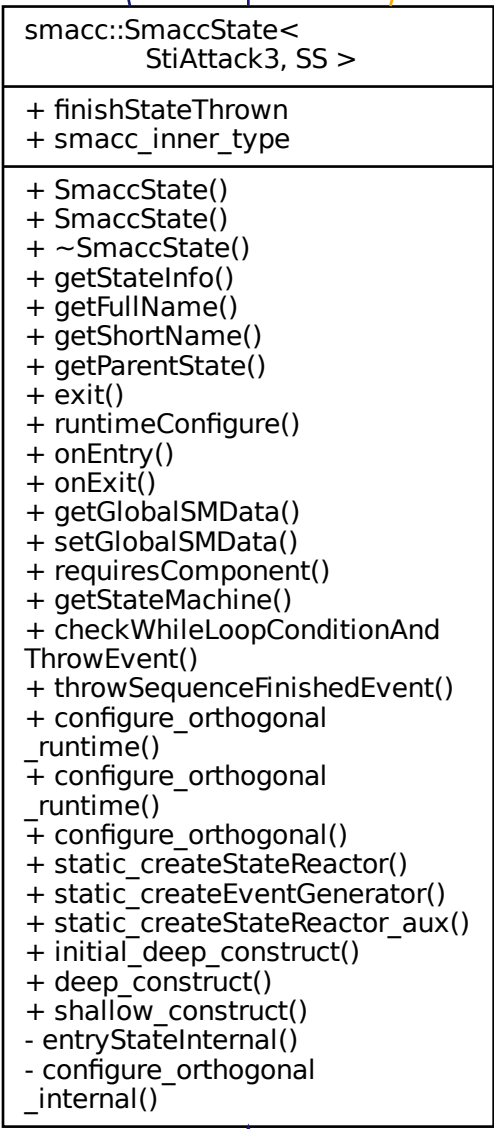 smacc::SmaccState<
StiAttack3, SS >
+ finishStateThrown
+ smacc_inner_type
+ SmaccState()
+ SmaccState()
+ ~SmaccState()
+ getStateInfo()
+ getFullName()
+ getShortName()
+ getParentState()
+ exit()
+ runtimeConfigure()
+ onEntry()
+ onExit()
+ getGlobalSMData()
+ setGlobalSMData()
+ requiresComponent()
+ getStateMachine()
+ checkWhileLoopConditionAnd
ThrowEvent()
+ throwSequenceFinishedEvent()
+ configure_orthogonal
_runtime()
+ configure_orthogonal
_runtime()
+ configure_orthogonal()
+ static_createStateReactor()
+ static_createEventGenerator()
+ static_createStateReactor_aux()
+ initial_deep_construct()
+ deep_construct()
+ shallow_construct()
- entryStateInternal()
- configure_orthogonal
_internal()